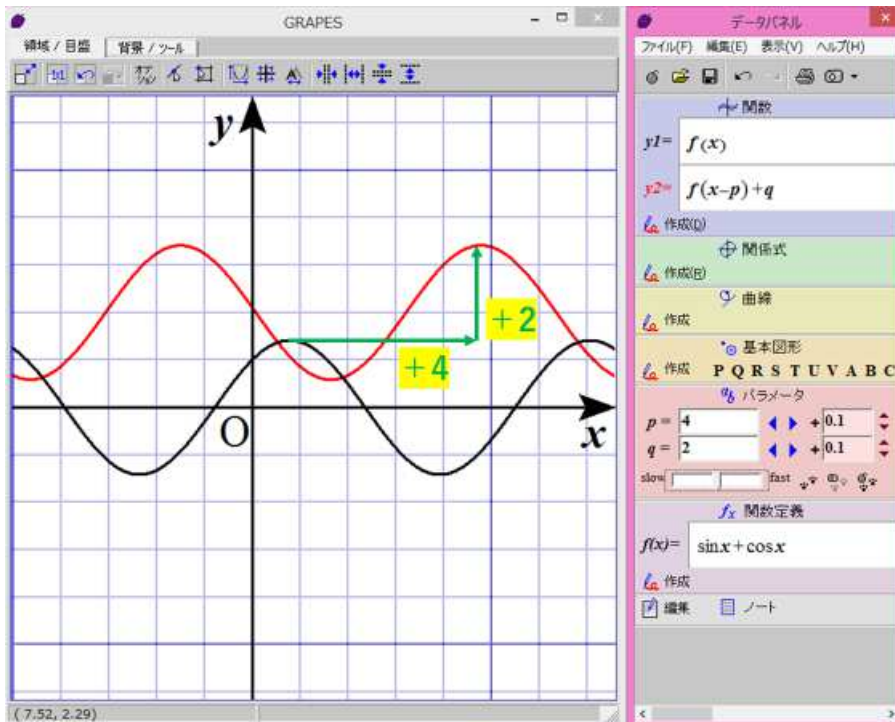 GRAPES
領域 / 目盛
背景 / ツール
y
+2
+4
O
x
( 7.52, 2.29)
データパネル
ファイル(F) 編集(E) 表示(V) ヘルプ(H)
関数
y1= f(x)
y2= f(x-p)+q
作成(D)
関係式
作成(R)
曲線
作成
基本図形
作成 P Q R S T U V A B C
パラメータ
p = 4 +0.1
q = 2 +0.1
slow fast
関数定義
f(x)= sinx+cosx
作成
編集 ノート